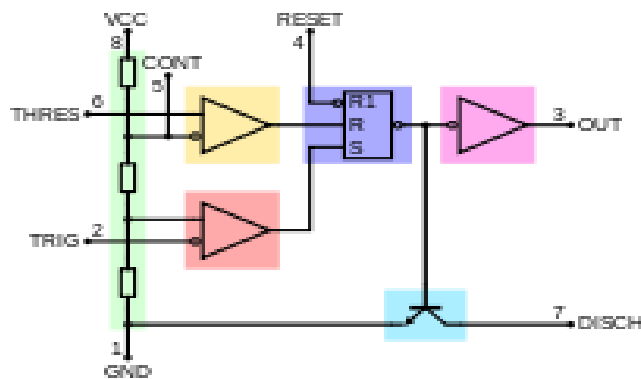 VCC
RESET
8
4
CONT
5
THRES
6
R1
R
S
3
OUT
2
TRIG
7
DISCH
1
GND